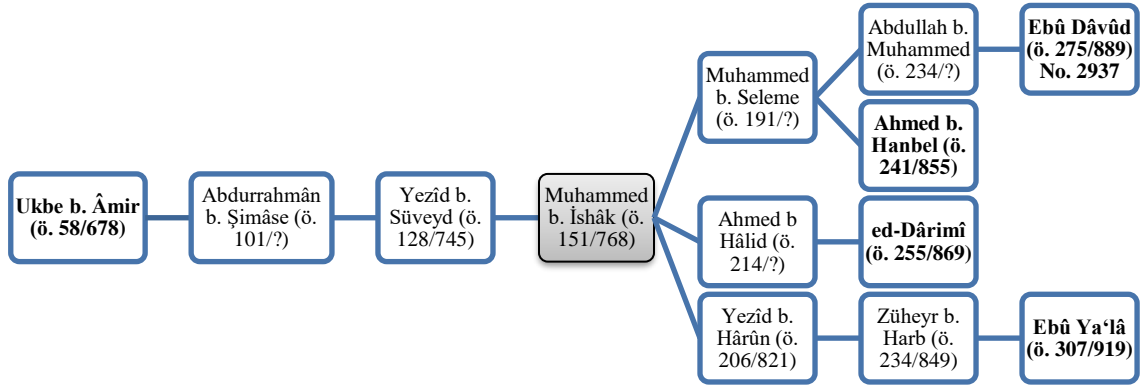 Ukbe b. Âmir
(ö. 58/678)
Abdurrahmân
b. Şimâse (ö.
101/?)
Yezîd b.
Süveyd (ö.
128/745)
Muhammed
b. İshâk (ö.
151/768)
Muhammed
b. Seleme
(ö. 191/?)
Abdullah b.
Muhammed
(ö. 234/?)
Ebû Dâvûd
(ö. 275/889)
No. 2937
Ahmed b.
Hanbel (ö.
241/855)
Ahmed b
Hâlid (ö.
214/?)
ed-Dârimî
(ö. 255/869)
Yezîd b.
Hârûn (ö.
206/821)
Züheyr b.
Harb (ö.
234/849)
Ebû Ya‘lâ
(ö. 307/919)